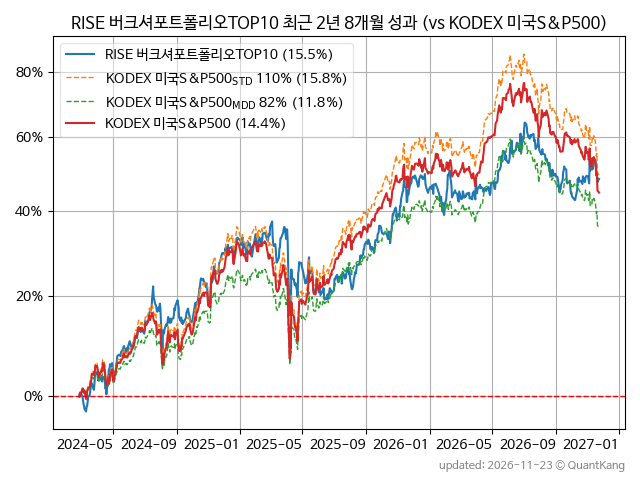 RISE 버크셔포트폴리오TOP10 최근 2년 8개월 성과 (vs KODEX 미국S&P500)
RISE 버크셔포트폴리오TOP10 (15.5%)
KODEX 미국S&P500STD 110% (15.8%)
KODEX 미국S&P500MDD 82% (11.8%)
KODEX 미국S&P500 (14.4%)
80%
60%
40%
20%
0%
2024-05 2024-09 2025-01 2025-05 2025-09 2026-01 2026-05 2026-09 2027-01
updated: 2026-11-23 © QuantKang